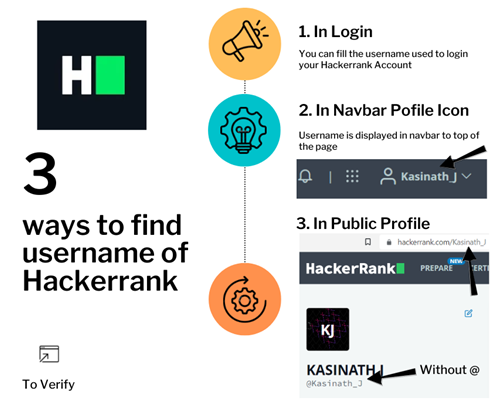 H
3
ways to find
username of
Hackerrank
To Verify
1. In Login
You can fill the username used to login
your Hackerrank Account
2. In Navbar Pofile Icon
Username is displayed in navbar to top of
the page
Kasinath_J
3. In Public Profile
hackerrank.com/Kasinath_J
HackerRank
PREPARE
NEW
CERTI
KJ
KASINATH J
@Kasinath_J
Without @